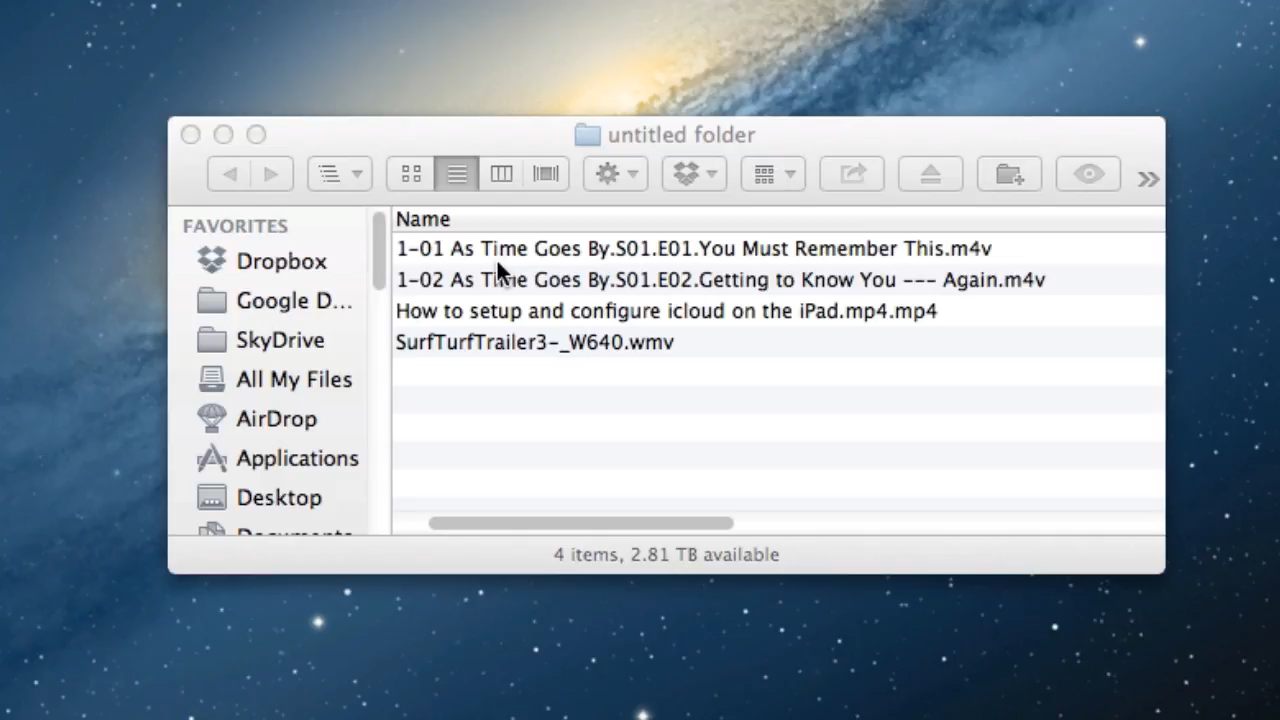 untitled folder
FAVORITES
Dropbox
Google D...
SkyDrive
All My Files
AirDrop
Applications
Desktop
Documents
Name
1-01 As Time Goes By.S01.E01.You Must Remember This.m4v
1-02 As Time Goes By.S01.E02.Getting to Know You --- Again.m4v
How to setup and configure icloud on the iPad.mp4.mp4
SurfTurfTrailer3-_W640.wmv
4 items, 2.81 TB available